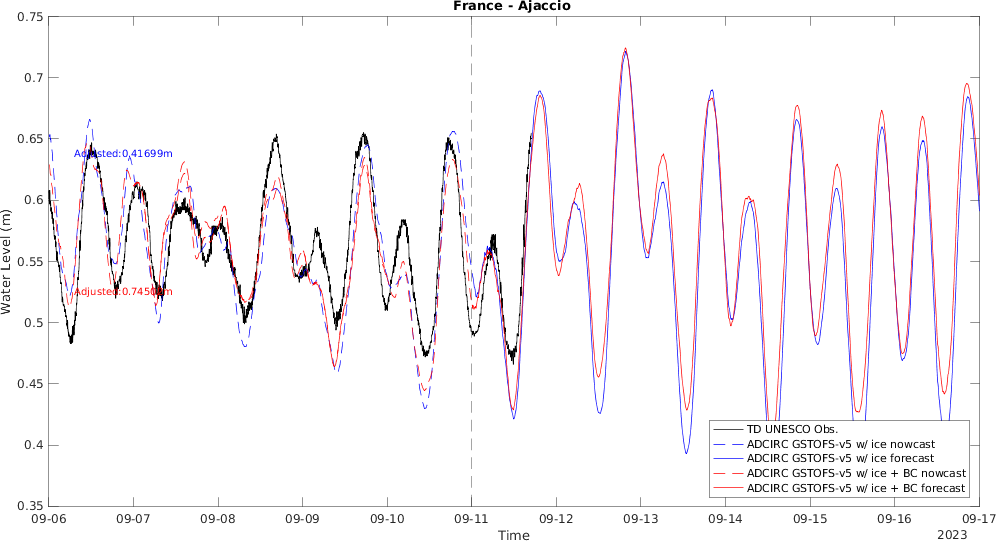 France - Ajaccio
Water Level (m)
0.75
0.7
0.65
0.6
0.55
0.5
0.45
0.4
0.35
Adjusted:0.41699m
TD UNESCO Obs.
ADCIRC GSTOFS-v5 w/ ice nowcast
ADCIRC GSTOFS-v5 w/ ice forecast
ADCIRC GSTOFS-v5 w/ ice + BC nowcast
ADCIRC GSTOFS-v5 w/ ice + BC forecast
09-06 09-07 09-08 09-09 09-10 09-11 09-12 09-13 09-14 09-15 09-16 09-17
Time
2023